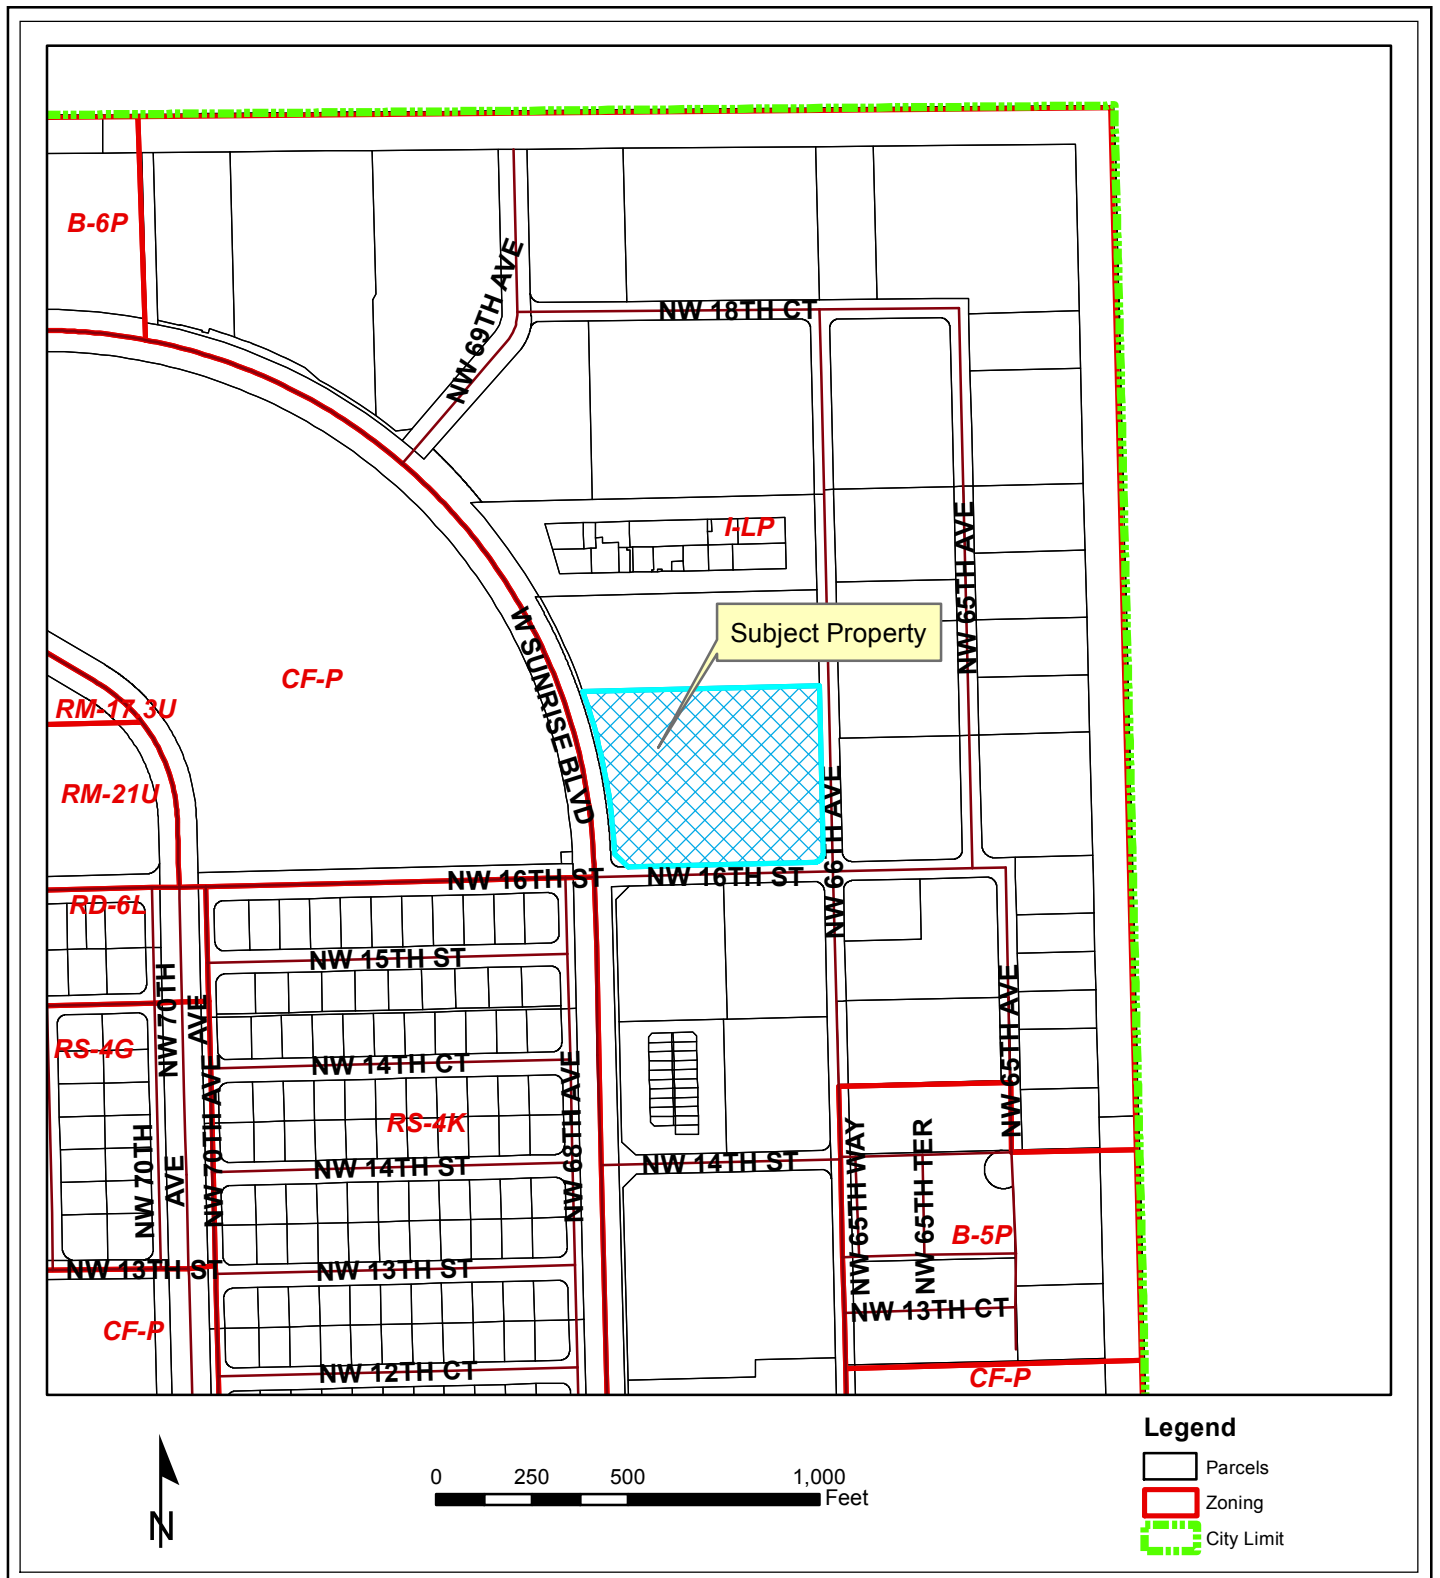 B-6P
NW 69TH AVE
NW 18TH CT
I-LP
NW 65TH AVE
Subject Property
W SUNRISE BLVD
CF-P
RM-17.3U
RM-21U
NW 66TH AVE
NW 16TH ST
NW 16TH ST
RD-6L
NW 15TH ST
NW 70TH
AVE
NW 65TH AVE
RS-4G
NW 14TH CT
NW 70TH AVE
NW 68TH AVE
RS-4K
NW 14TH ST
NW 14TH ST
NW 70TH
AVE
NW 65TH WAY
NW 65TH TER
B-5P
NW 13TH ST
NW 13TH ST
NW 13TH CT
CF-P
NW 12TH CT
CF-P
N
0 250 500 1,000
Feet
Legend
Parcels
Zoning
City Limit